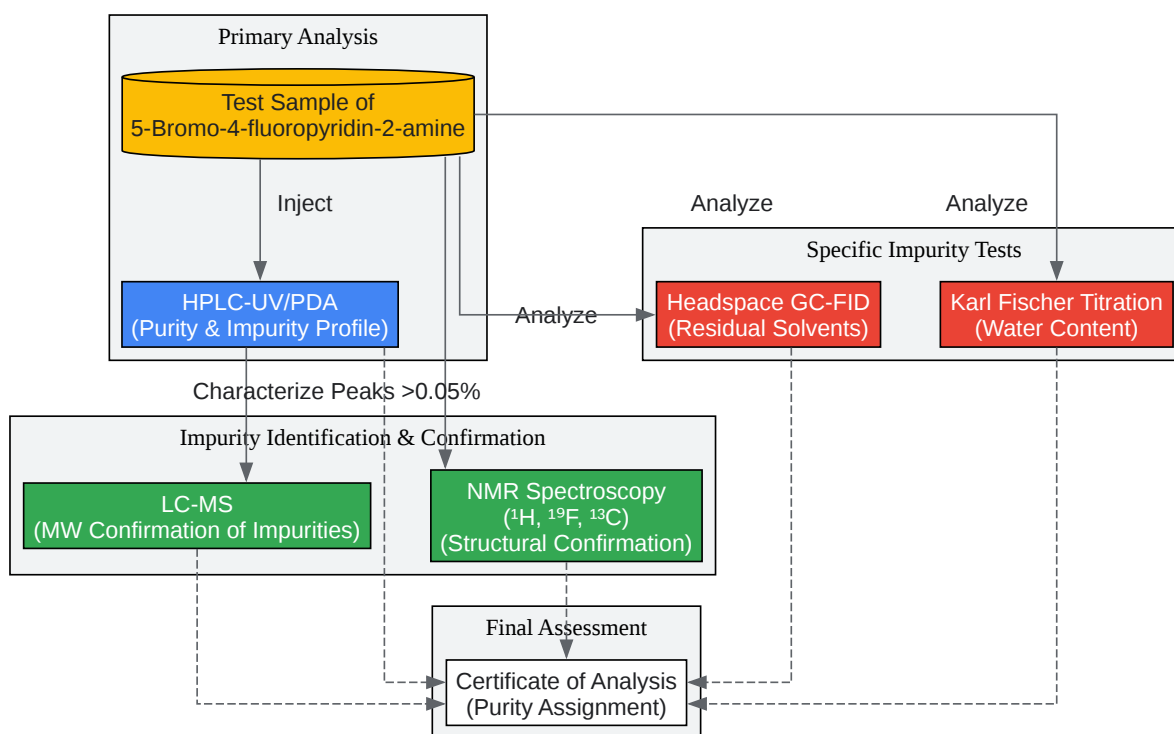 Primary Analysis
Test Sample of
5-Bromo-4-fluoropyridin-2-amine
Inject
Analyze
Analyze
Specific Impurity Tests
HPLC-UV/PDA
(Purity & Impurity Profile)
Analyze
Headspace GC-FID
(Residual Solvents)
Karl Fischer Titration
(Water Content)
Characterize Peaks >0.05%
Impurity Identification & Confirmation
LC-MS
(MW Confirmation of Impurities)
NMR Spectroscopy
(¹H, ¹⁹F, ¹³C)
(Structural Confirmation)
Final Assessment
Certificate of Analysis
(Purity Assignment)